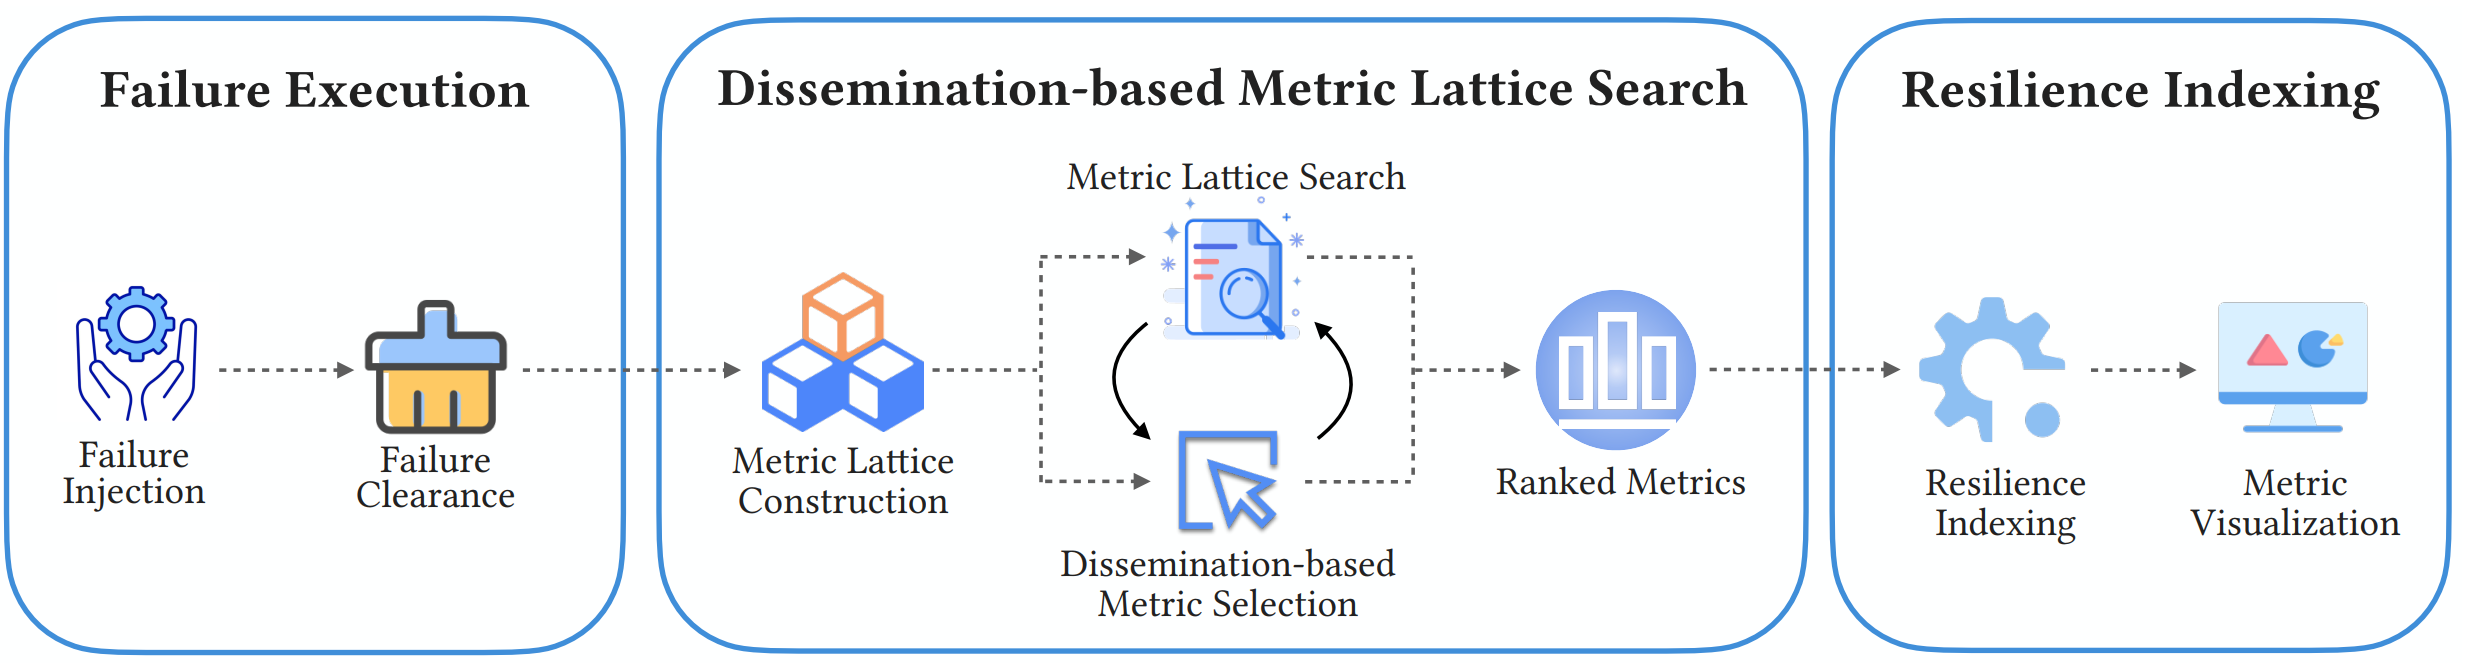 Failure Execution
Failure
Injection
Failure
Clearance
Dissemination-based Metric Lattice Search
Metric Lattice
Construction
Metric Lattice Search
Dissemination-based
Metric Selection
Ranked Metrics
Resilience Indexing
Resilience
Indexing
Metric
Visualization